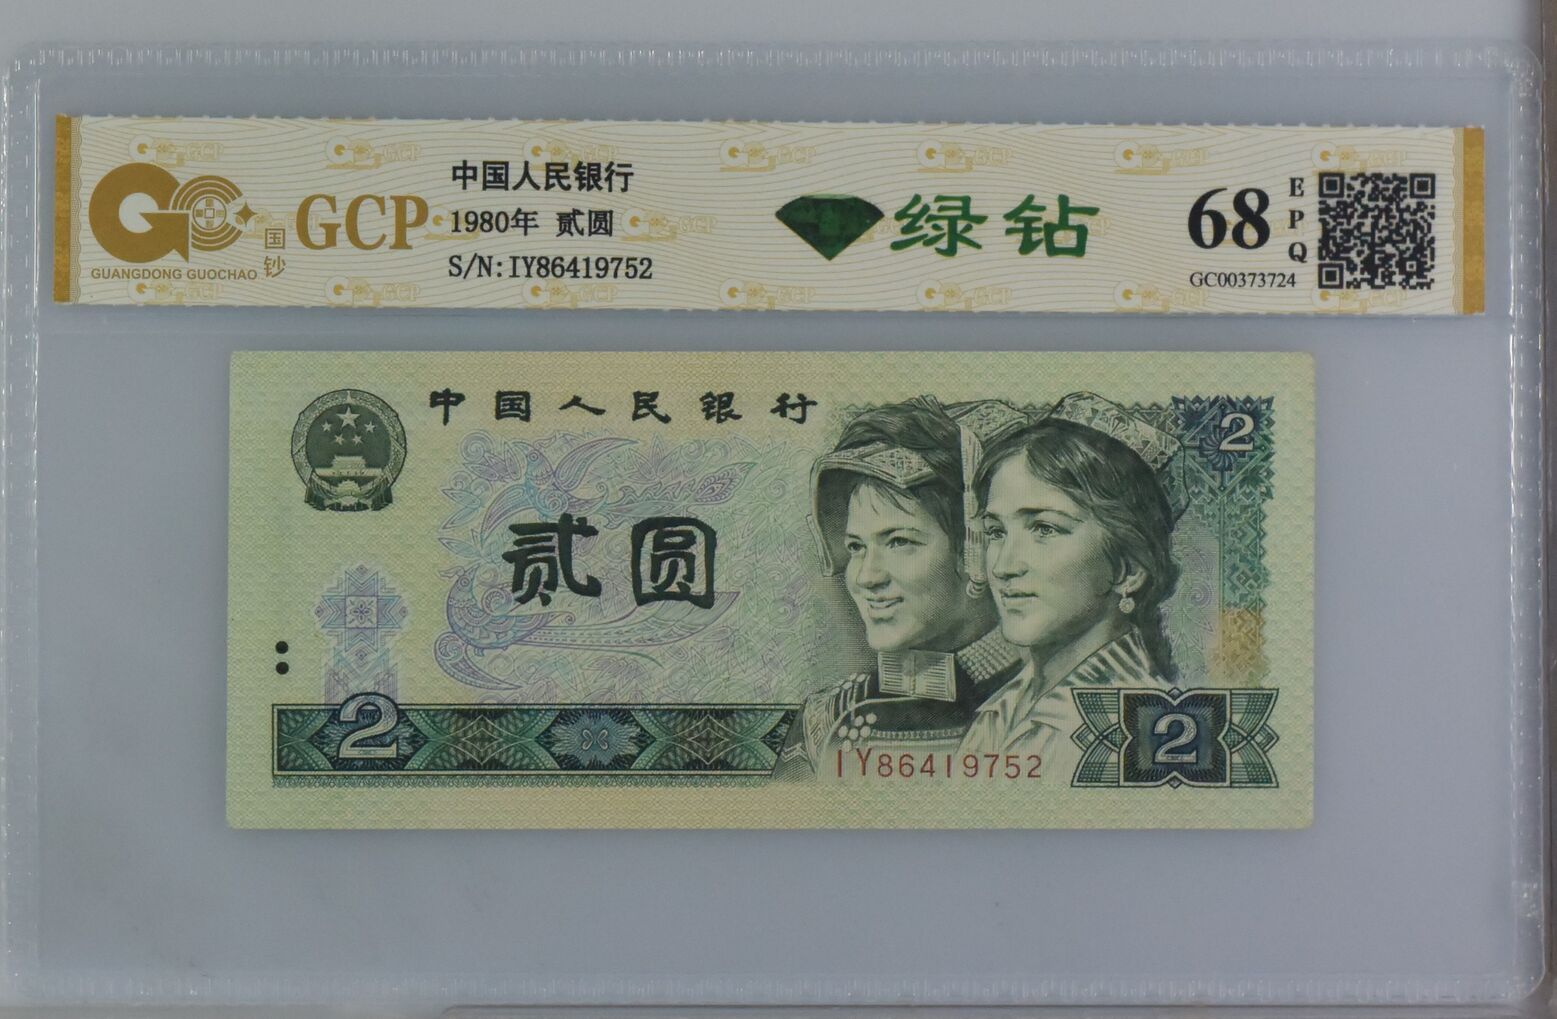 GCP
国钞
GUANGDONG GUOCHAO
中国人民银行
1980年 贰圆
S/N:IY86419752
绿钻
68
EPQ
GC00373724
中国人民银行
2
贰圆
2
2
IY86419752